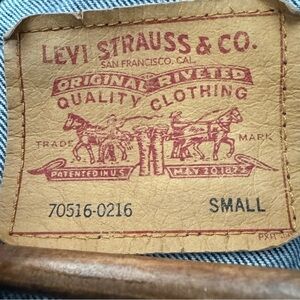 LEVI STRAUSS & CO.
SAN FRANCISCO, CAL.
ORIGINAL RIVETED
QUALITY CLOTHING
TRADE MARK
PATENTED IN U.S. MAY 20 1873
70516-0216 SMALL